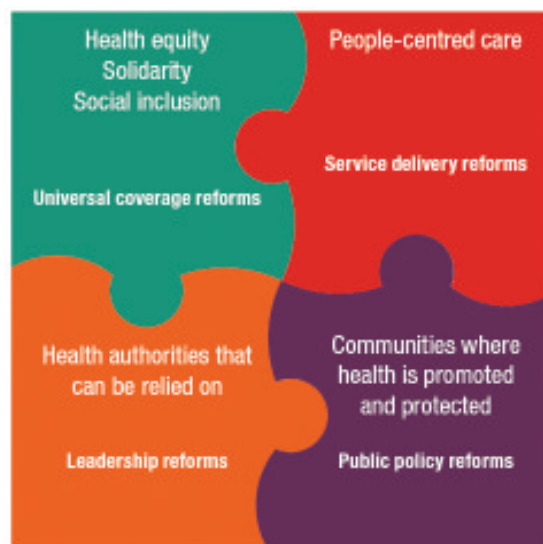 Health equity
Solidarity
Social inclusion
Universal coverage reforms
People-centred care
Service delivery reforms
Health authorities that
can be relied on
Leadership reforms
Communities where
health is promoted
and protected
Public policy reforms